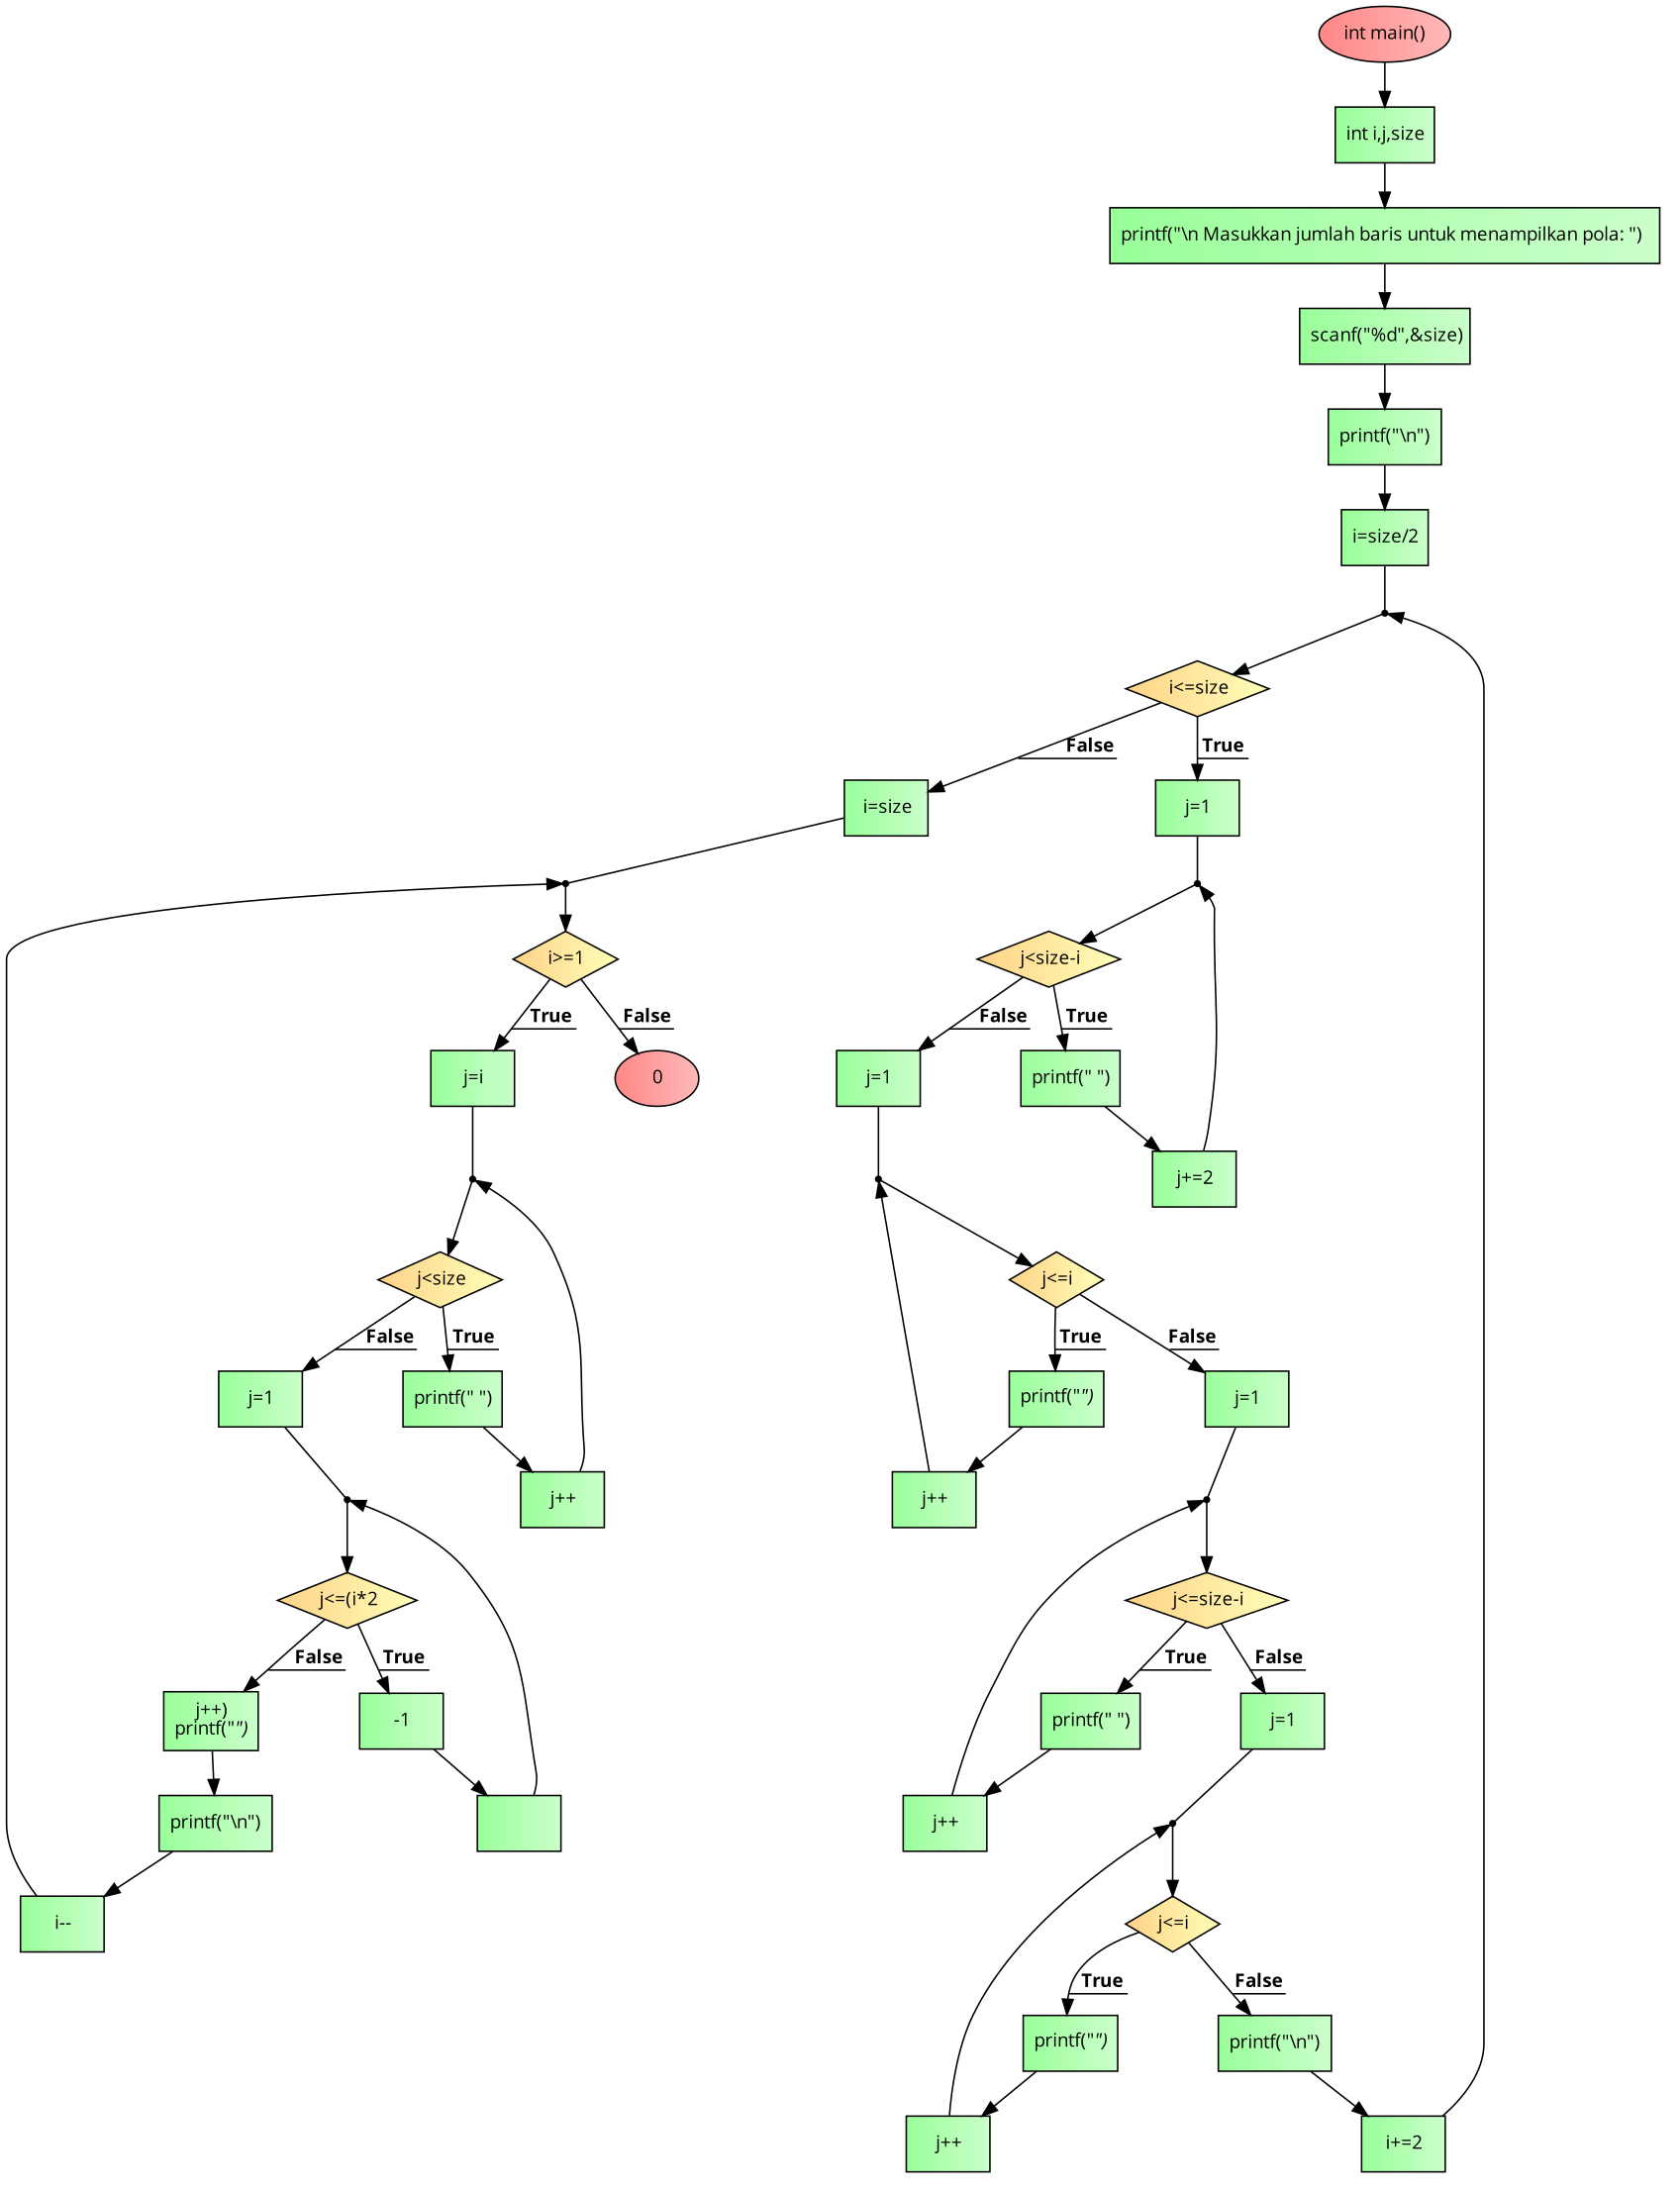 int main()
int i,j,size
printf("\n Masukkan jumlah baris untuk menampilkan pola: ")
scanf("%d",&size)
printf("\n")
i=size/2
i<=size
False
True
i=size
j=1
i>=1
j<size-i
True
False
False
True
j=i
0
j=1
printf(" ")
j+=2
j<size
j<=i
False
True
True
False
j=1
printf(" ")
printf("")
j=1
j++
j++
j<=(i*2
j<=size-i
False
True
True
False
j++)
printf("")
-1
printf(" ")
j=1
printf("\n")
j++
i--
j<=i
True
False
printf("")
printf("\n")
j++
i+=2